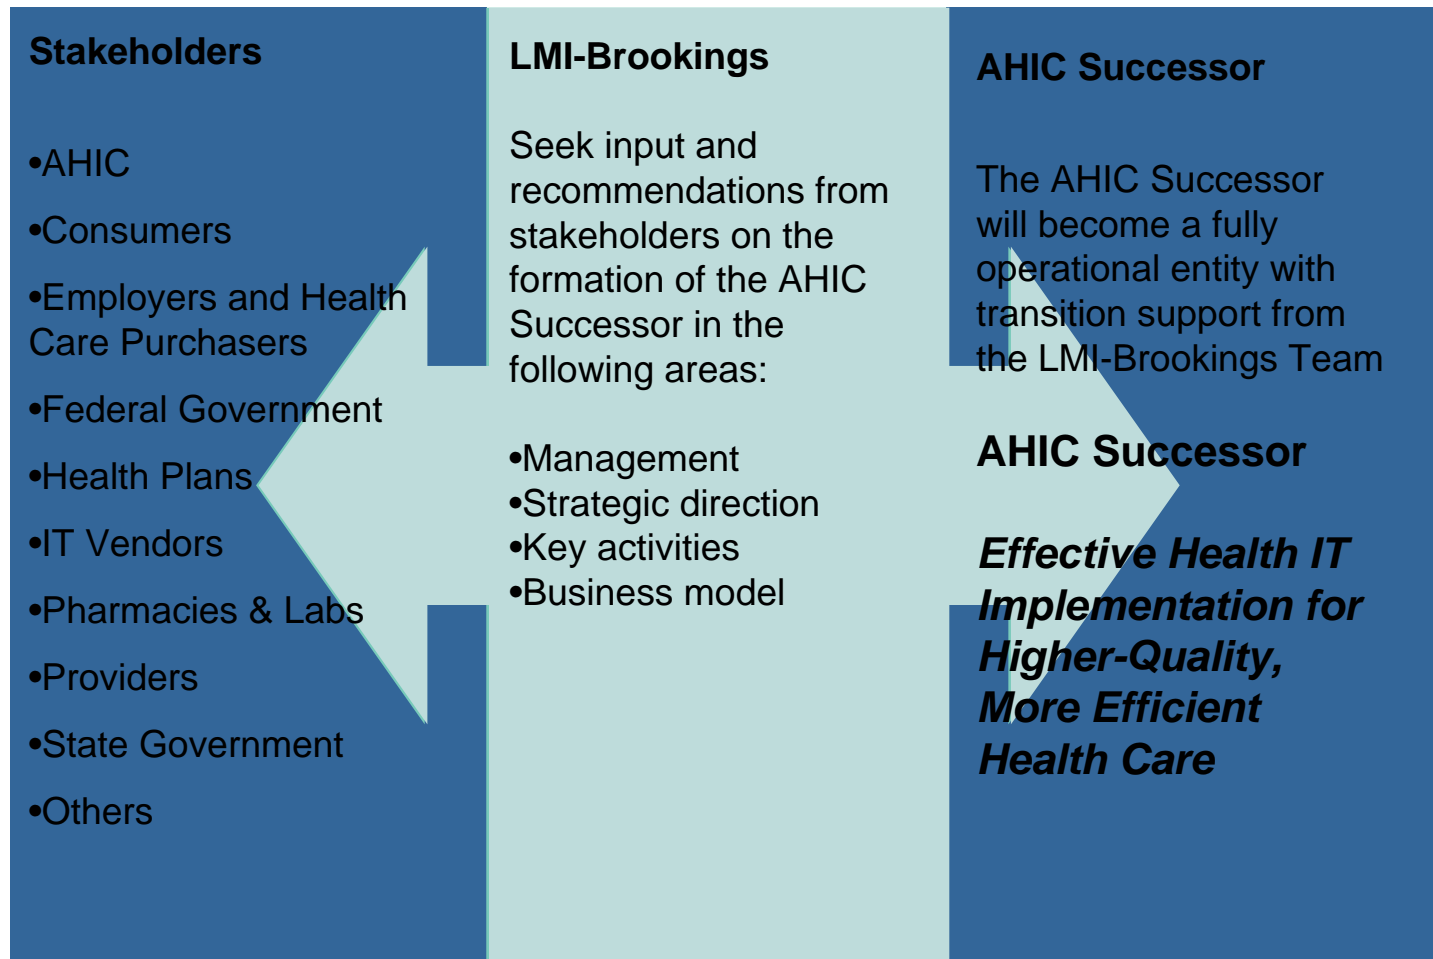 Stakeholders
•AHIC
•Consumers
•Employers and Health
Care Purchasers
•Federal Government
•Health Plans
•IT Vendors
•Pharmacies & Labs
•Providers
•State Government
•Others
LMI-Brookings
Seek input and
recommendations from
stakeholders on the
formation of the AHIC
Successor in the
following areas:
•Management
•Strategic direction
•Key activities
•Business model
AHIC Successor
The AHIC Successor
will become a fully
operational entity with
transition support from
the LMI-Brookings Team
AHIC Successor
Effective Health IT
Implementation for
Higher-Quality,
More Efficient
Health Care